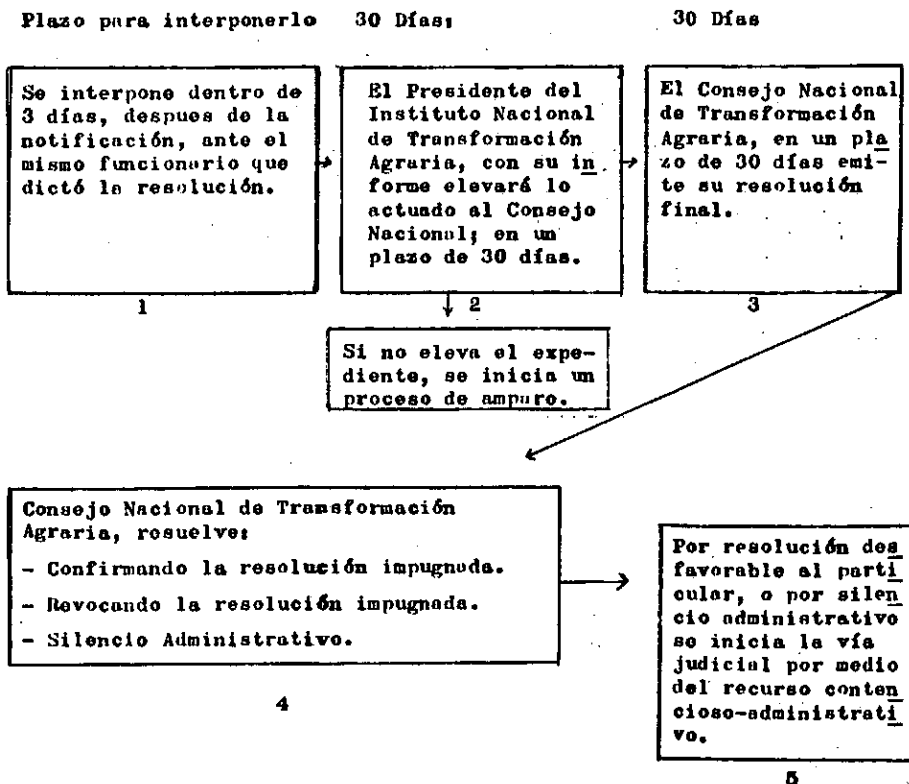 Plazo para interponerlo 30 Días; 30 Días
Se interpone dentro de
3 días, despues de la
notificación, ante el
mismo funcionario que
dictó la resolución.
1
El Presidente del
Instituto Nacional
de Transformación
Agraria, con su in
forme elevará lo
actuado al Consejo
Nacional; en un
plazo de 30 días.
2
El Consejo Nacional
de Transformación
Agraria, en un pla
zo de 30 días emi-
te su resolución
final.
3
Si no eleva el expe-
diente, se inicia un
proceso de amparo.
Consejo Nacional de Transformación
Agraria, resuelve:
- Confirmando la resolución impugnada.
- Revocando la resolución impugnada.
- Silencio Administrativo.
4
Por resolución des
favorable al parti
cular, o por silen
cio administrativo
se inicia la vía
judicial por medio
del recurso conten
cioso-administrati
vo.
5